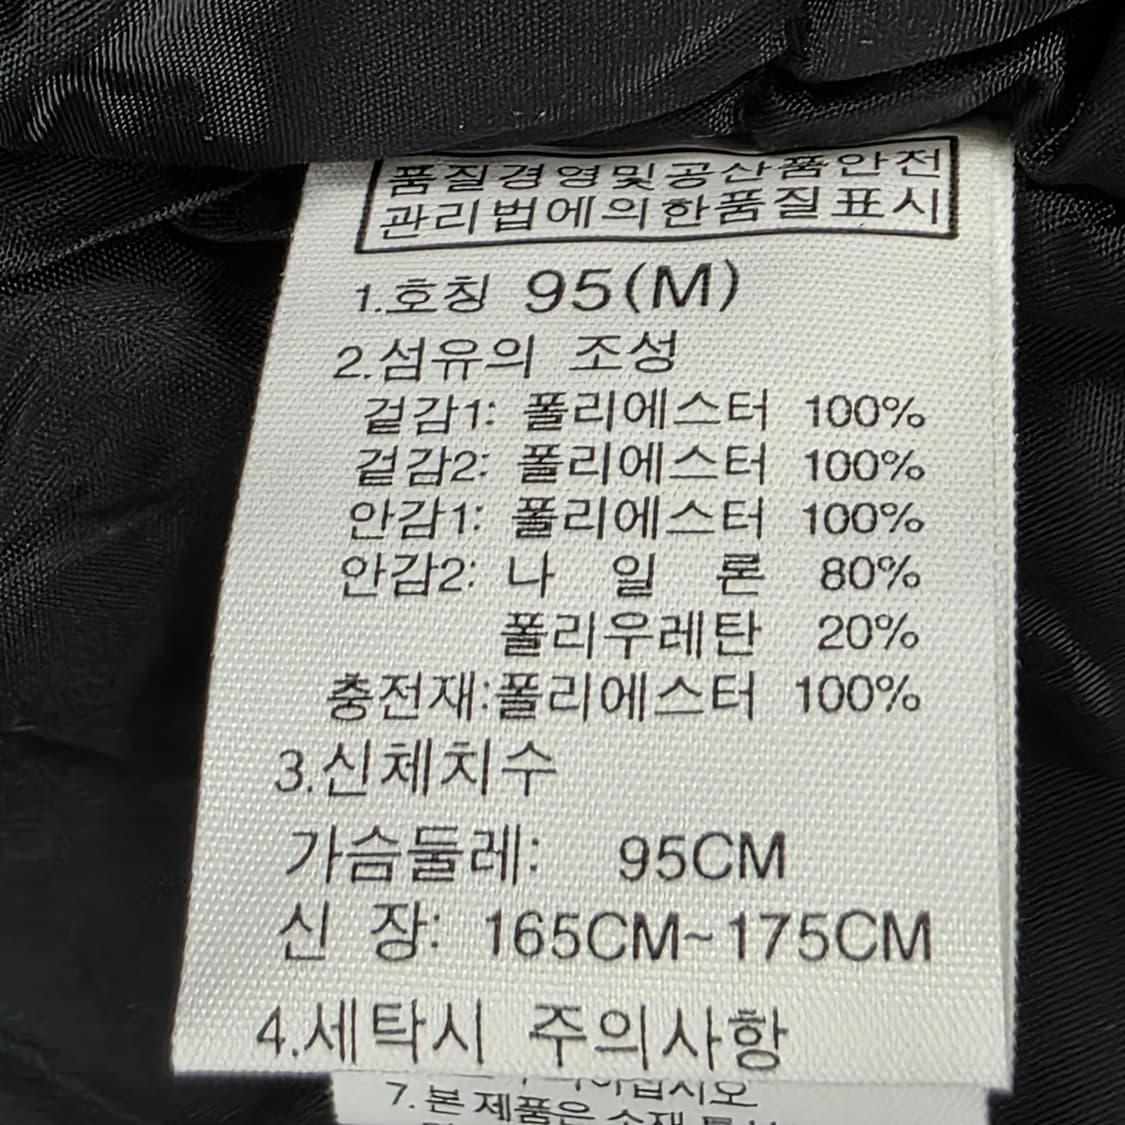 품질경영및공산품안전
관리법에의한품질표시
1.호칭 95(M)
2.섬유의 조성
겉감1: 폴리에스터 100%
겉감2: 폴리에스터 100%
안감1: 폴리에스터 100%
안감2: 나 일 론 80%
폴리우레탄 20%
충전재:폴리에스터 100%
3.신체치수
가슴둘레: 95CM
신 장: 165CM~175CM
4.세탁시 주의사항
7. 본 제품은 소재